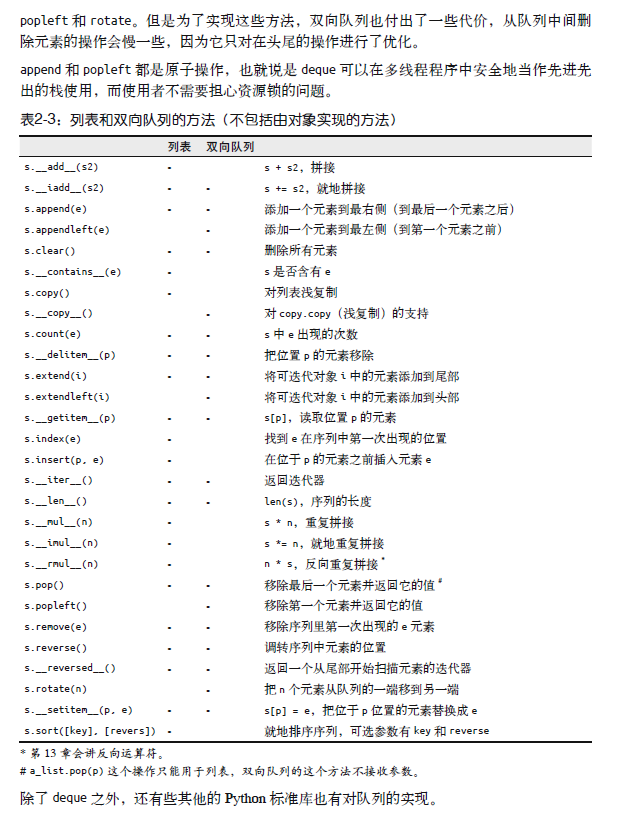 popleft 和 rotate。但是为了实现这些方法，双向队列也付出了一些代价，从队列中间删
除元素的操作会慢一些，因为它只对在头尾的操作进行了优化。
append 和 popleft 都是原子操作，也就说是 deque 可以在多线程程序中安全地当作先进先
出的栈使用，而使用者不需要担心资源锁的问题。
表2-3：列表和双向队列的方法（不包括由对象实现的方法）
列表 双向队列
s.__add__(s2) • s + s2，拼接
s.__iadd__(s2) • • s += s2，就地拼接
s.append(e) • • 添加一个元素到最右侧（到最后一个元素之后）
s.appendleft(e) • 添加一个元素到最左侧（到第一个元素之前）
s.clear() • • 删除所有元素
s.__contains__(e) • s 是否含有 e
s.copy() • 对列表浅复制
s.__copy__() • 对 copy.copy（浅复制）的支持
s.count(e) • • s 中 e 出现的次数
s.__delitem__(p) • • 把位置 p 的元素移除
s.extend(i) • • 将可迭代对象 i 中的元素添加到尾部
s.extendleft(i) • 将可迭代对象 i 中的元素添加到头部
s.__getitem__(p) • • s[p]，读取位置 p 的元素
s.index(e) • 找到 e 在序列中第一次出现的位置
s.insert(p, e) • 在位于 p 的元素之前插入元素 e
s.__iter__() • • 返回迭代器
s.__len__() • • len(s)，序列的长度
s.__mul__(n) • s * n，重复拼接
s.__imul__(n) • s *= n，就地重复拼接
s.__rmul__(n) • n * s，反向重复拼接*
s.pop() • • 移除最后一个元素并返回它的值#
s.popleft() • 移除第一个元素并返回它的值
s.remove(e) • • 移除序列里第一次出现的 e 元素
s.reverse() • • 调转序列中元素的位置
s.__reversed__() • • 返回一个从尾部开始扫描元素的迭代器
s.rotate(n) • 把 n 个元素从队列的一端移到另一端
s.__setitem__(p, e) • • s[p] = e，把位于 p 位置的元素替换成 e
s.sort([key], [revers]) • 就地排序序列，可选参数有 key 和 reverse
* 第 13 章会讲反向运算符。
# a_list.pop(p) 这个操作只能用于列表，双向队列的这个方法不接收参数。
除了 deque 之外，还有些其他的 Python 标准库也有对队列的实现。